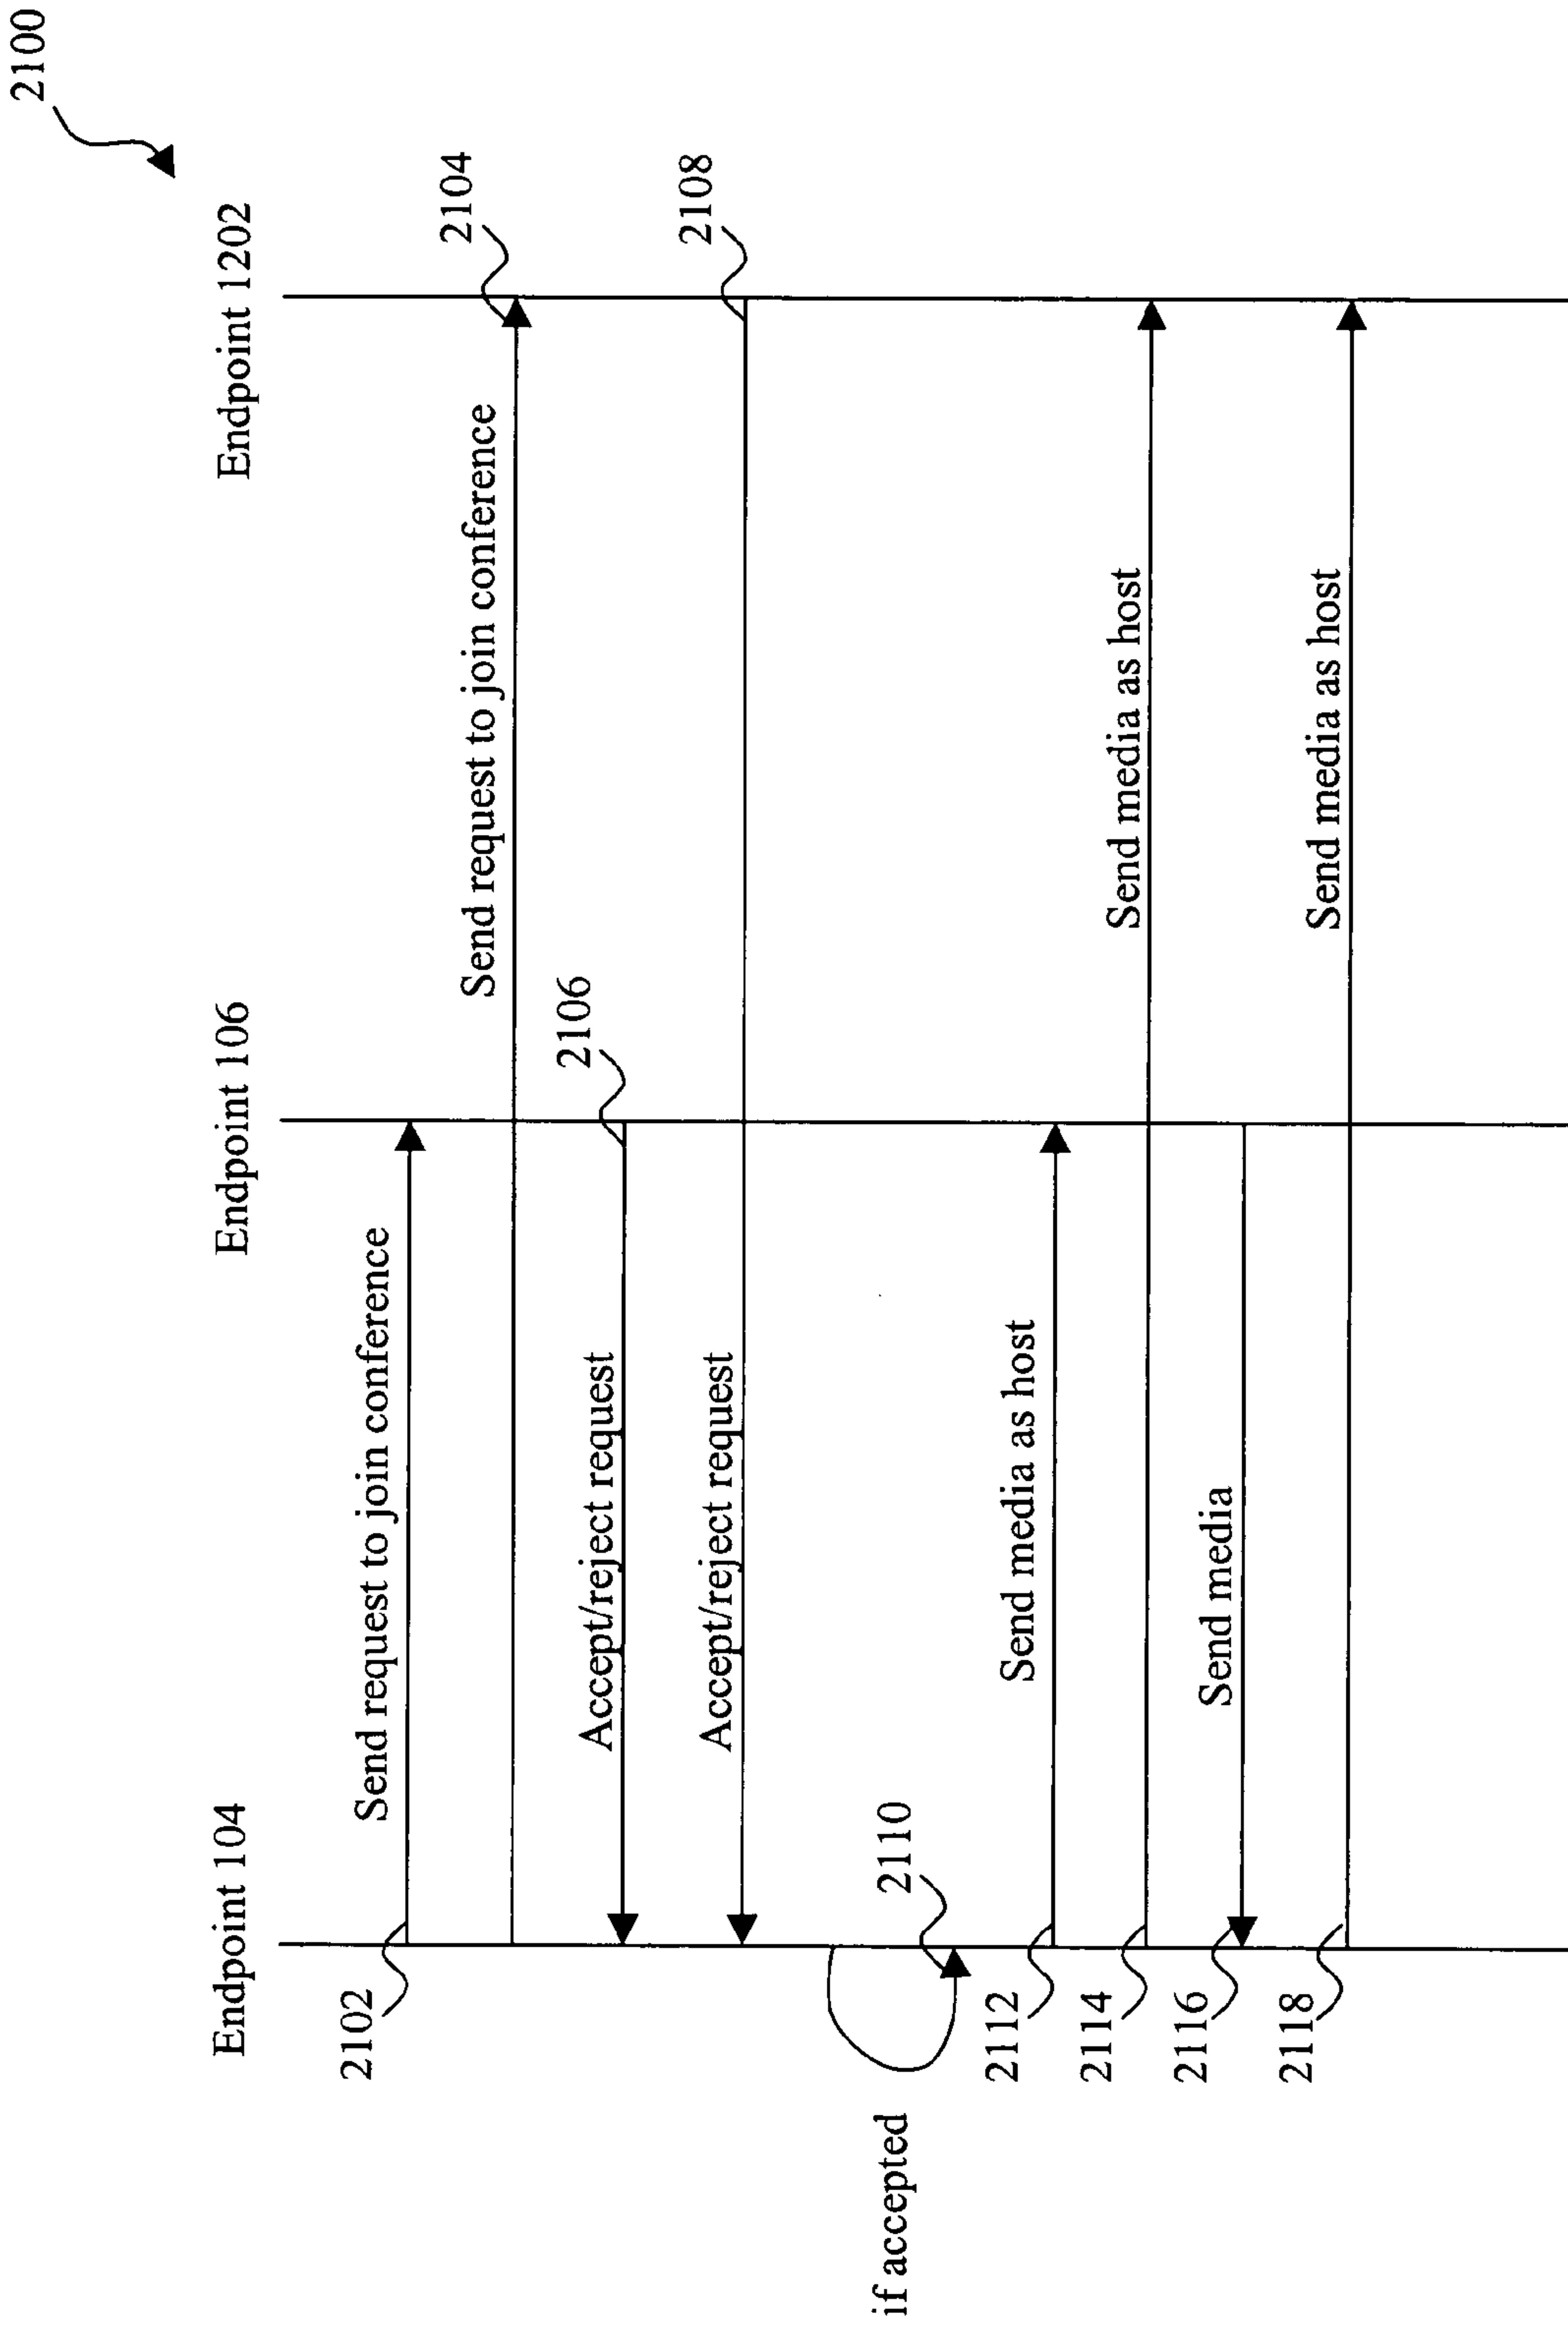 2100
Endpoint 104
Endpoint 106
Endpoint 1202
2102
Send request to join conference
2104
Send request to join conference
2106
Accept/reject request
2108
Accept/reject request
if accepted
2110
2112
Send media as host
2114
Send media as host
2116
Send media
2118
Send media as host